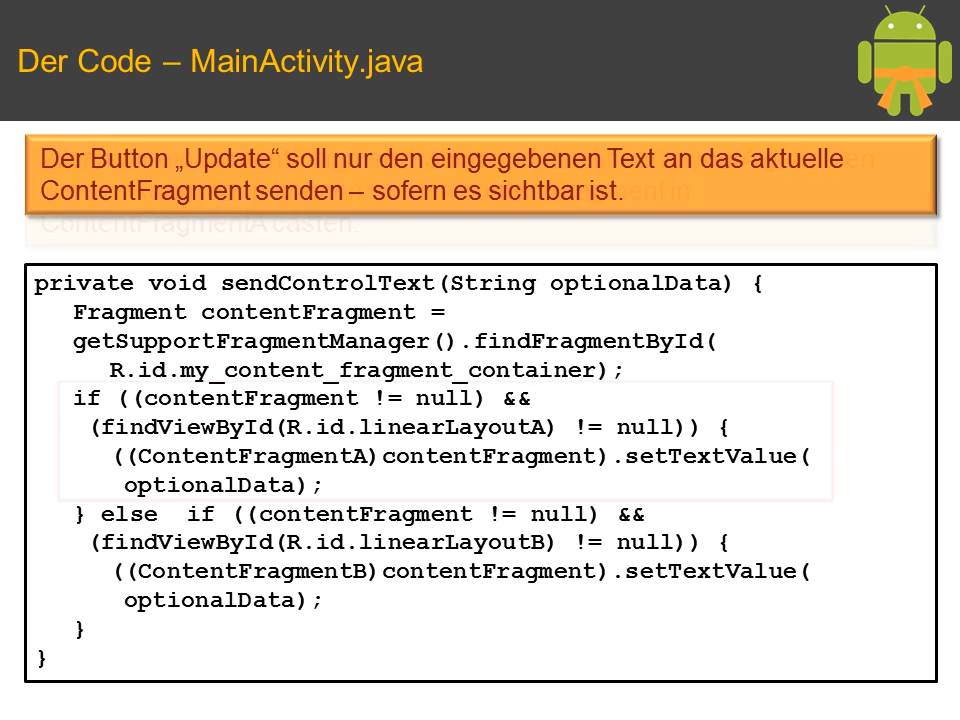 Der Code – MainActivity.java
Der Button „Update“ soll nur den eingegebenen Text an das aktuelle
ContentFragment senden – sofern es sichtbar ist.
ContentFragmentA casten.
private void sendControlText(String optionalData) {
Fragment contentFragment =
getSupportFragmentManager().findFragmentById(
R.id.my_content_fragment_container);
if ((contentFragment != null) &&
(findViewById(R.id.linearLayoutA) != null)) {
((ContentFragmentA)contentFragment).setTextValue(
optionalData);
} else  if ((contentFragment != null) &&
(findViewById(R.id.linearLayoutB) != null)) {
((ContentFragmentB)contentFragment).setTextValue(
optionalData);
}
}